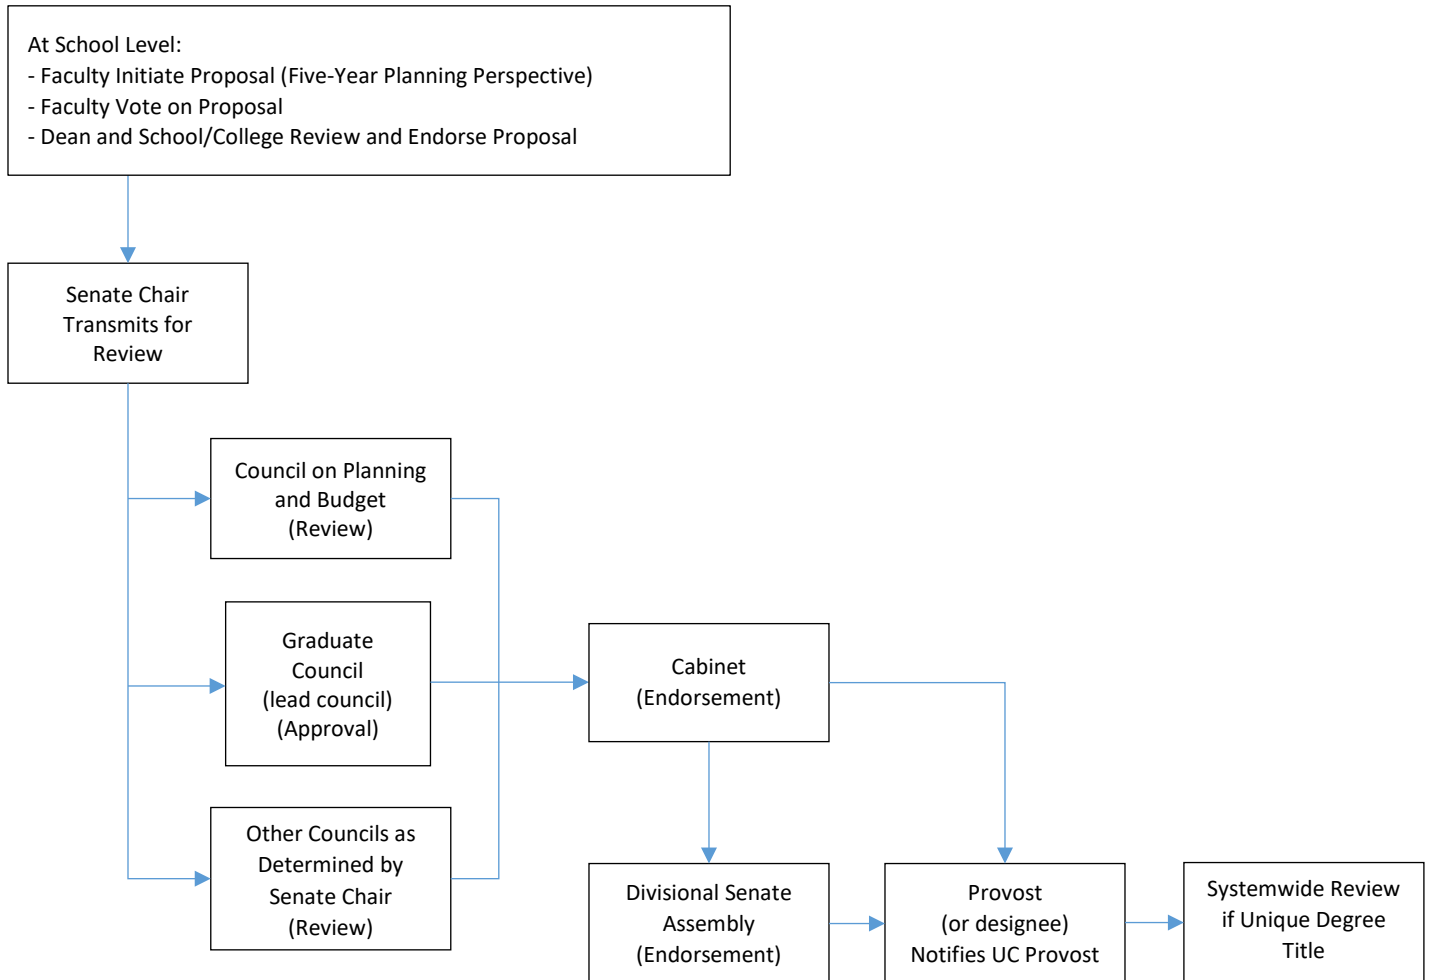 At School Level:
- Faculty Initiate Proposal (Five-Year Planning Perspective)
- Faculty Vote on Proposal
- Dean and School/College Review and Endorse Proposal
Senate Chair
Transmits for
Review
Council on Planning
and Budget
(Review)
Graduate
Council
(lead council)
(Approval)
Cabinet
(Endorsement)
Other Councils as
Determined by
Senate Chair
(Review)
Divisional Senate
Assembly
(Endorsement)
Provost
(or designee)
Notifies UC Provost
Systemwide Review
if Unique Degree
Title